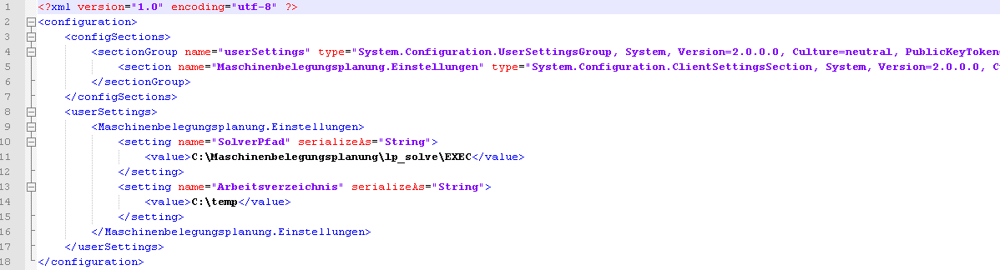 1 <?xml version="1.0" encoding="utf-8" ?>
2 <configuration>
3 <configSections>
4 <sectionGroup name="userSettings" type="System.Configuration.UserSettingsGroup, System, Version=2.0.0.0, Culture=neutral, PublicKeyToken=
5 <section name="Maschinenbelegungsplanung.Einstellungen" type="System.Configuration.ClientSettingsSection, System, Version=2.0.0.0, C
6 </sectionGroup>
7 </configSections>
8 <userSettings>
9 <Maschinenbelegungsplanung.Einstellungen>
10 <setting name="SolverPfad" serializeAs="String">
11 <value>C:\Maschinenbelegungsplanung\lp_solve\EXEC</value>
12 </setting>
13 <setting name="Arbeitsverzeichnis" serializeAs="String">
14 <value>C:\temp</value>
15 </setting>
16 </Maschinenbelegungsplanung.Einstellungen>
17 </userSettings>
18 </configuration>